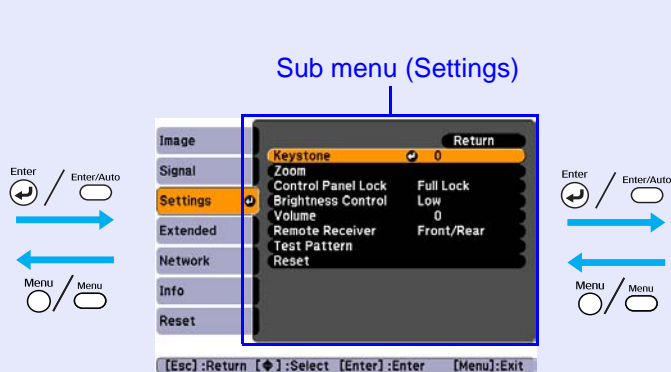 Sub menu (Settings)
Image
Return
Keystone 0
Signal
Zoom
Control Panel Lock Full Lock
Settings
Brightness Control Low
Volume 0
Extended
Remote Receiver Front/Rear
Test Pattern
Network
Reset
Info
Reset
[Esc] :Return [◆] :Select [Enter] :Enter [Menu]:Exit
Enter / Enter/Auto
Menu / Menu
Enter / Enter/Auto
Menu / Menu